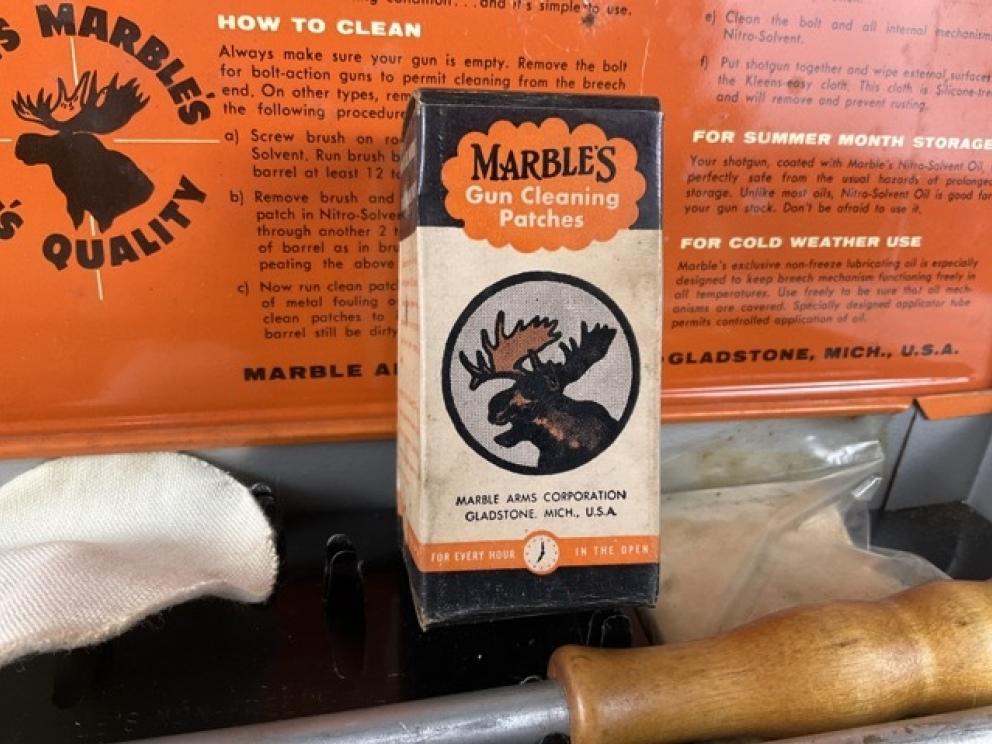 condition...and it's simple to use.
MARBLE'S
QUALITY
HOW TO CLEAN
Always make sure your gun is empty. Remove the bolt
for bolt-action guns to permit cleaning from the breech
end. On other types,
the following procedure
a) Screw brush on
Solvent. Run brush
barrel at least 12
b) Remove brush and
patch in
through another 2
of barrel as in
peating the above
c) Now run clean
of metal fouling
clean patches to
barrel still be dirty
MARBLE
e) Clean the bolt and all internal
Nitro-Solvent.
f) Put shotgun together and wipe external surfaces
the Kleens-easy cloth. This cloth is
and will remove and prevent rusting.
FOR SUMMER MONTH STORAGE
Your shotgun, coated with Marble's Nitro-Solvent Oil,
perfectly safe from the usual hazards of
storage. Unlike most oils, Nitro-Solvent Oil is good for
your gun stock. Don't be afraid to use it.
FOR COLD WEATHER USE
Marble's exclusive non-freeze lubricating oil is especially
designed to keep breech mechanism functioning freely in
all temperatures. Use freely to be sure that all mech-
anisms are covered. Specially designed applicator tube
permits controlled application of oil.
GLADSTONE, MICH., U.S.A.
MARBLE'S
Gun Cleaning
Patches
MARBLE ARMS CORPORATION
GLADSTONE, MICH., U.S.A.
FOR EVERY HOUR IN THE OPEN